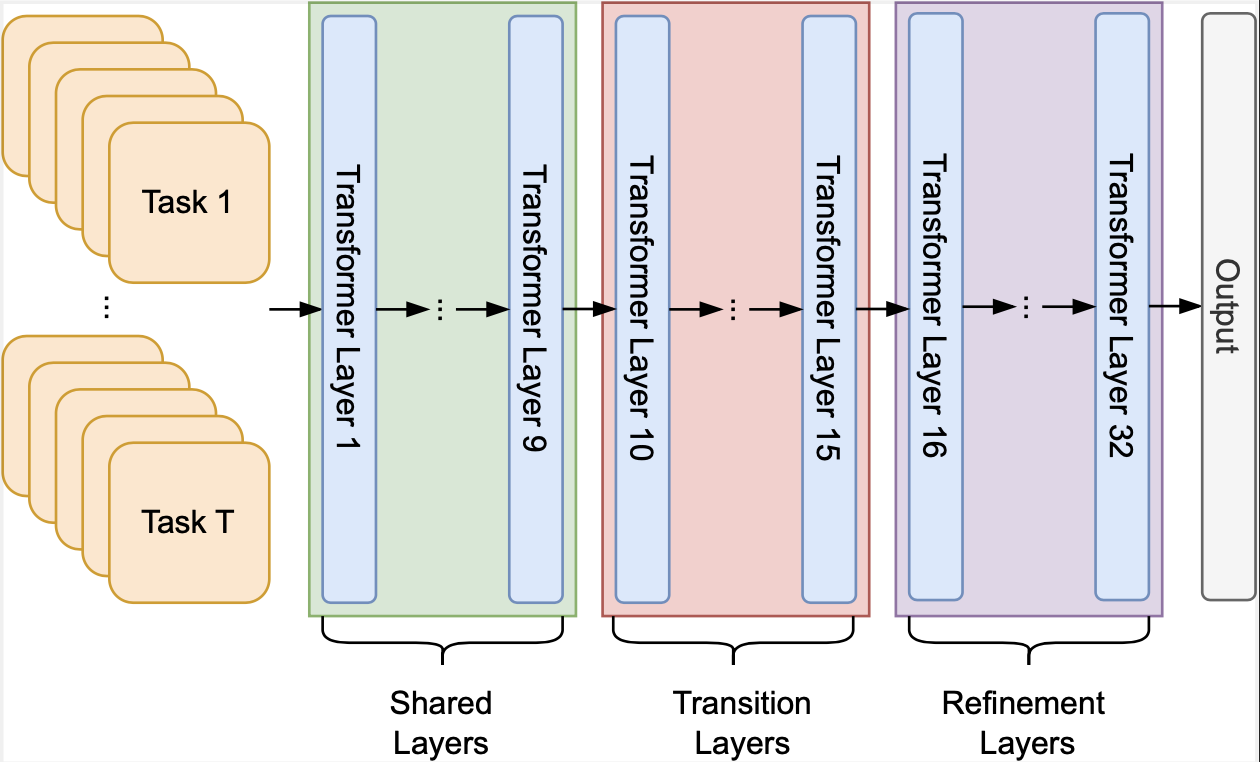 Task 1
...
Task T
Transformer Layer 1
...
Transformer Layer 9
Transformer Layer 10
...
Transformer Layer 15
Transformer Layer 16
...
Transformer Layer 32
Output
Shared
Layers
Transition
Layers
Refinement
Layers